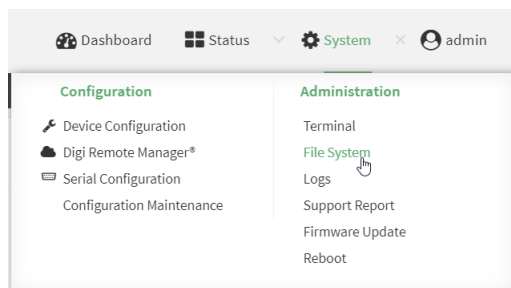 Dashboard Status System admin
Configuration
Device Configuration
Digi Remote Manager®
Serial Configuration
Configuration Maintenance
Administration
Terminal
File System
Logs
Support Report
Firmware Update
Reboot